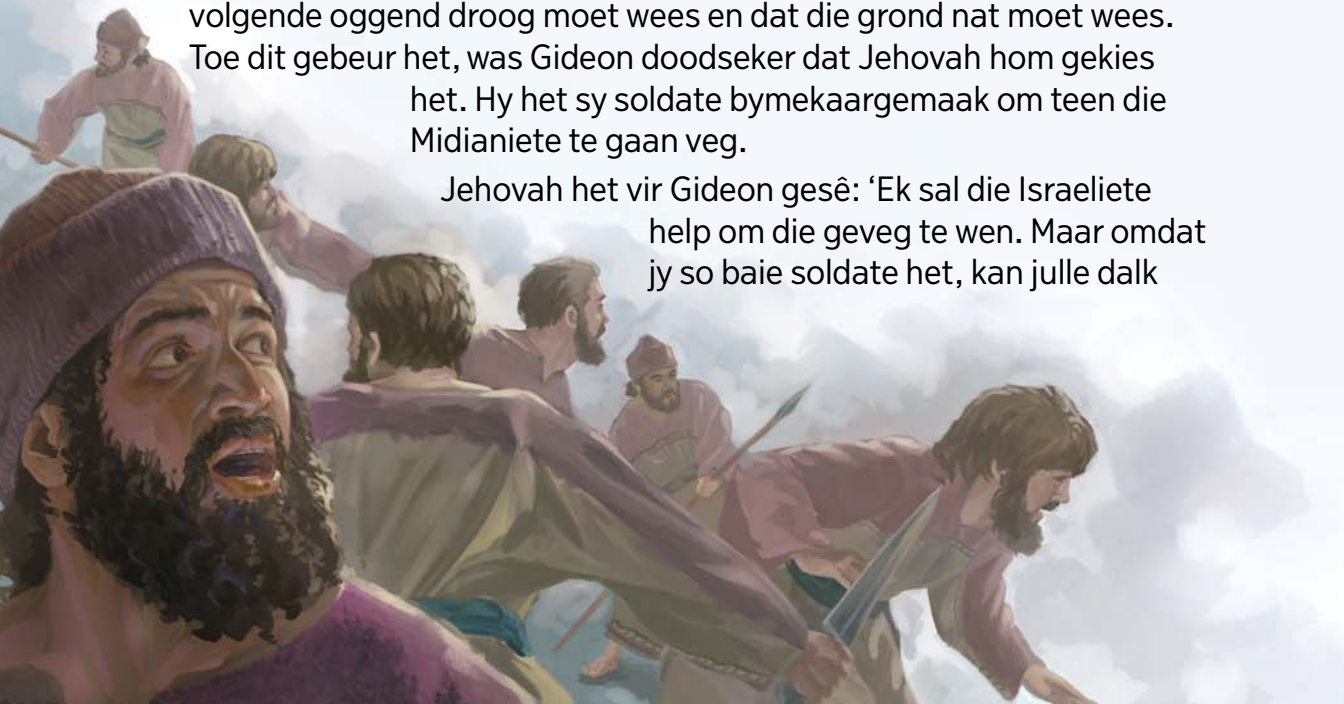 volgende oggend droog moet wees en dat die grond nat moet wees.
Toe dit gebeur het, was Gideon doodseker dat Jehovah hom gekies
het. Hy het sy soldate bymekaargemaak om teen die
Midianiete te gaan veg.
Jehovah het vir Gideon gesê: ‘Ek sal die Israeliete
help om die geveg te wen. Maar omdat
jy so baie soldate het, kan julle dalk